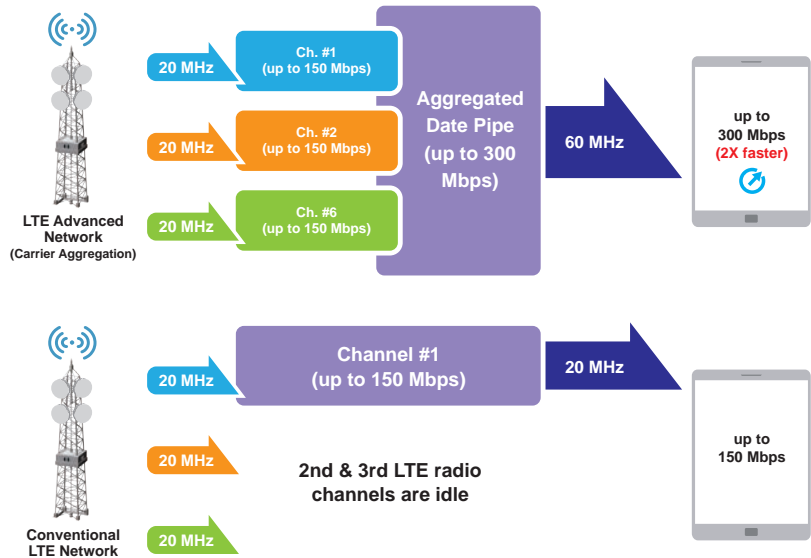 20 MHz
Ch. #1
(up to 150 Mbps)
20 MHz
Ch. #2
(up to 150 Mbps)
20 MHz
Ch. #6
(up to 150 Mbps)
Aggregated
Date Pipe
(up to 300
Mbps)
60 MHz
up to
300 Mbps
(2X faster)
LTE Advanced
Network
(Carrier Aggregation)
20 MHz
Channel #1
(up to 150 Mbps)
20 MHz
up to
150 Mbps
20 MHz
2nd & 3rd LTE radio
channels are idle
20 MHz
Conventional
LTE Network